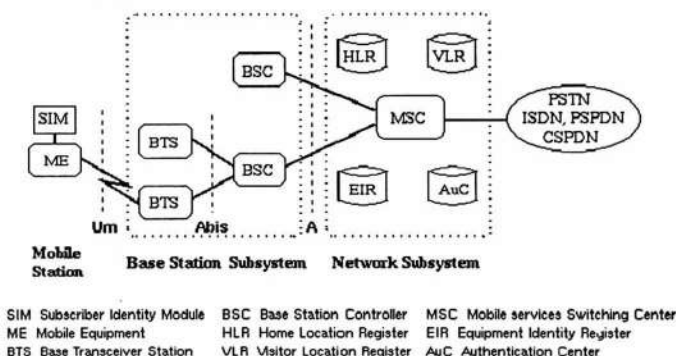 HLR VLR
BSC
PSTN
ISDN, PSPDN
CSPDN
SIM
MSC
BTS
ME
BSC
EIR AuC
BTS
Um Abis A
Mobile
Station
Base Station Subsystem
Network Subsystem
SIM Subscriber Identity Module BSC Base Station Controller MSC Mobile services Switching Center
ME Mobile Equipment HLR Home Location Register EIR Equipment Identity Register
BTS Base Transceiver Station VLR Visitor Location Register AuC Authentication Center